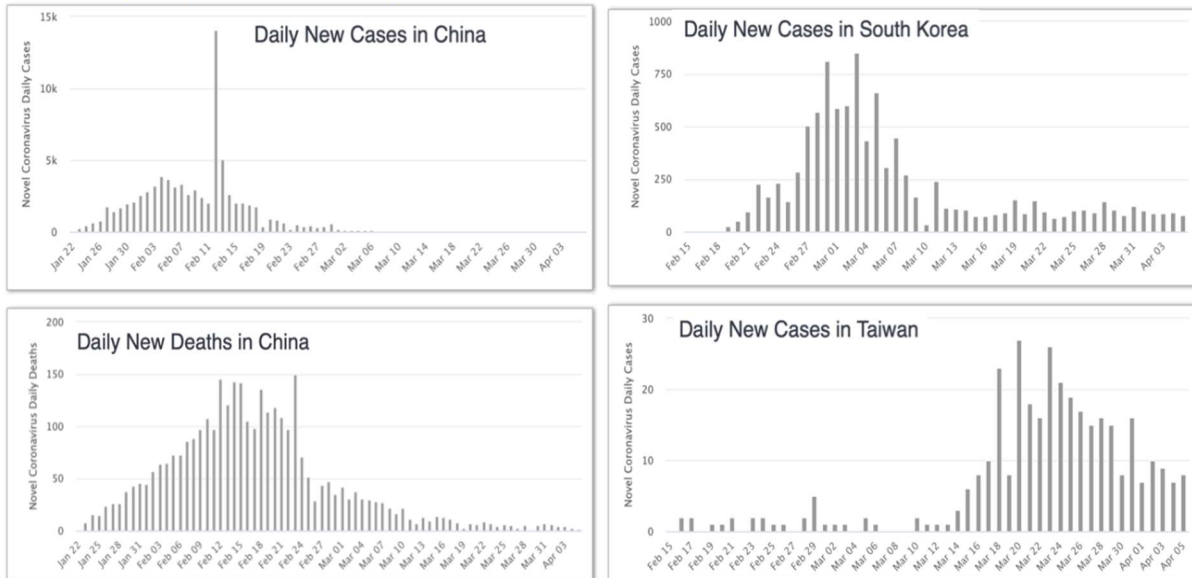 Daily New Cases in China
Novel Coronavirus Daily Cases
15k
10k
5k
0
Jan 22
Jan 26
Jan 30
Feb 03
Feb 07
Feb 11
Feb 15
Feb 19
Feb 23
Feb 27
Mar 02
Mar 06
Mar 10
Mar 14
Mar 18
Mar 22
Mar 26
Mar 30
Apr 03
Daily New Cases in South Korea
Novel Coronavirus Daily Cases
1000
750
500
250
0
Feb 15
Feb 18
Feb 21
Feb 24
Feb 27
Mar 01
Mar 04
Mar 07
Mar 10
Mar 13
Mar 16
Mar 19
Mar 22
Mar 25
Mar 28
Mar 31
Apr 03
Daily New Deaths in China
Novel Coronavirus Daily Deaths
200
150
100
50
0
Jan 22
Jan 25
Jan 28
Jan 31
Feb 03
Feb 06
Feb 09
Feb 12
Feb 15
Feb 18
Feb 21
Feb 24
Feb 27
Mar 01
Mar 04
Mar 07
Mar 10
Mar 13
Mar 16
Mar 19
Mar 22
Mar 25
Mar 28
Mar 31
Apr 03
Daily New Cases in Taiwan
Novel Coronavirus Daily Cases
30
20
10
0
Feb 15
Feb 17
Feb 19
Feb 21
Feb 23
Feb 25
Feb 27
Feb 29
Mar 02
Mar 04
Mar 06
Mar 08
Mar 10
Mar 12
Mar 14
Mar 16
Mar 18
Mar 20
Mar 22
Mar 24
Mar 26
Mar 28
Mar 30
Apr 01
Apr 03
Apr 05